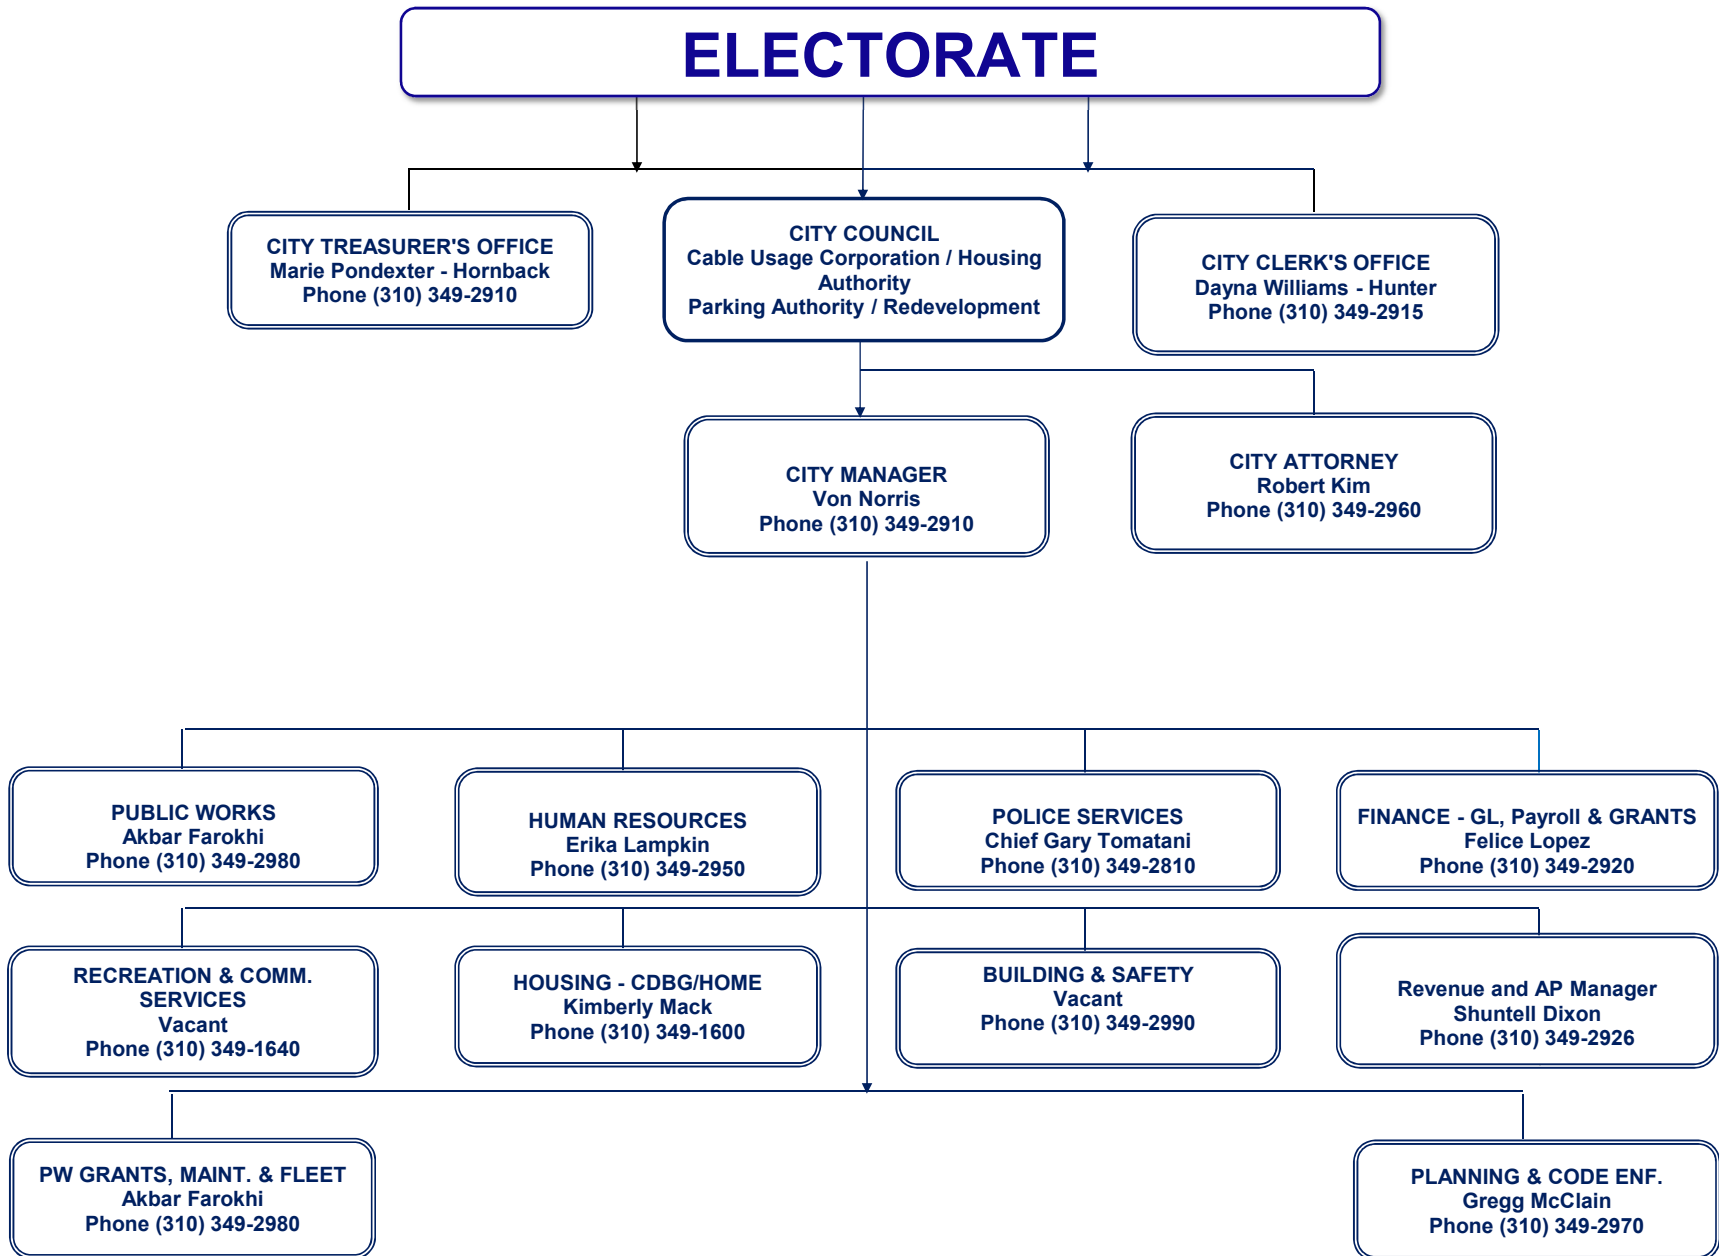 ELECTORATE
CITY TREASURER'S OFFICE
Marie Pondexter - Hornback
Phone (310) 349-2910
CITY COUNCIL
Cable Usage Corporation / Housing
Authority
Parking Authority / Redevelopment
CITY CLERK'S OFFICE
Dayna Williams - Hunter
Phone (310) 349-2915
CITY MANAGER
Von Norris
Phone (310) 349-2910
CITY ATTORNEY
Robert Kim
Phone (310) 349-2960
PUBLIC WORKS
Akbar Farokhi
Phone (310) 349-2980
HUMAN RESOURCES
Erika Lampkin
Phone (310) 349-2950
POLICE SERVICES
Chief Gary Tomatani
Phone (310) 349-2810
FINANCE - GL, Payroll & GRANTS
Felice Lopez
Phone (310) 349-2920
RECREATION & COMM.
SERVICES
Vacant
Phone (310) 349-1640
HOUSING - CDBG/HOME
Kimberly Mack
Phone (310) 349-1600
BUILDING & SAFETY
Vacant
Phone (310) 349-2990
Revenue and AP Manager
Shuntell Dixon
Phone (310) 349-2926
PW GRANTS, MAINT. & FLEET
Akbar Farokhi
Phone (310) 349-2980
PLANNING & CODE ENF.
Gregg McClain
Phone (310) 349-2970